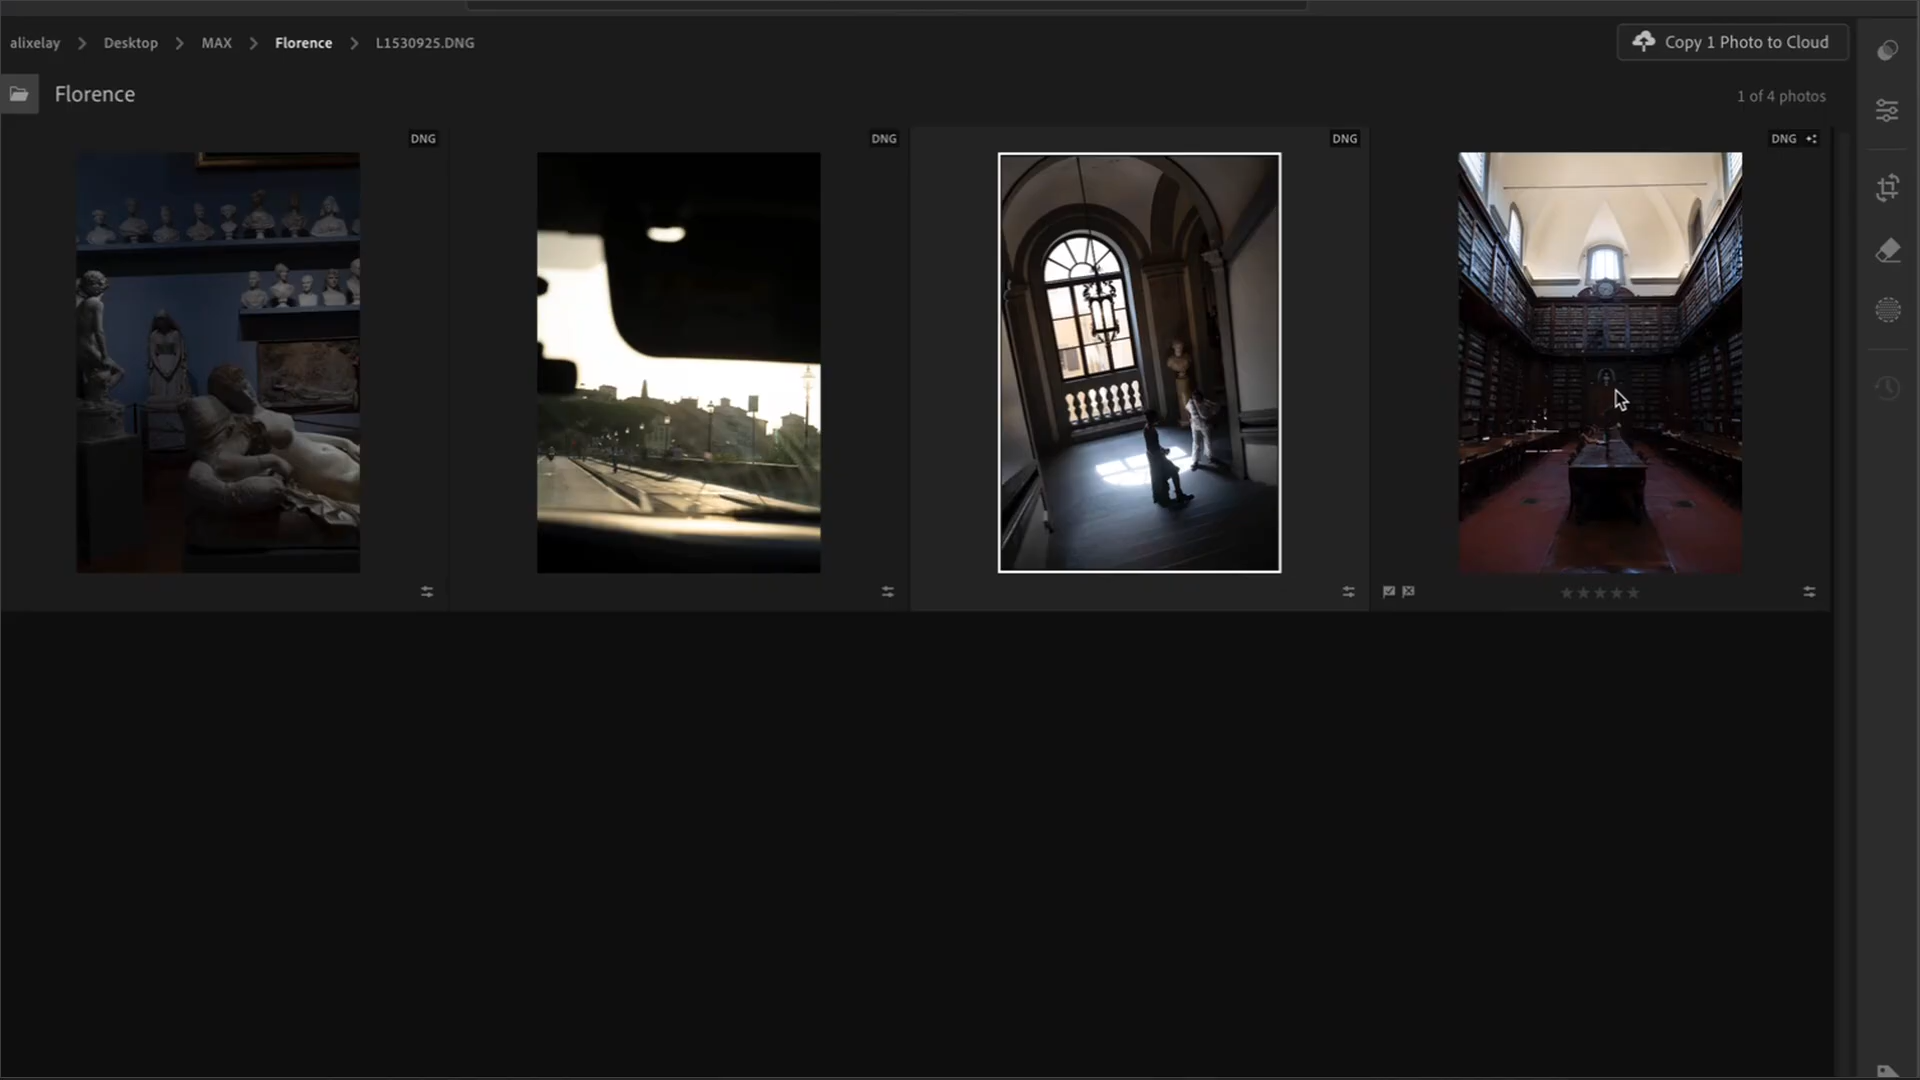 alixelay > Desktop > MAX > Florence > L1530925.DNG
Copy 1 Photo to Cloud
Florence
1 of 4 photos
DNG
DNG
DNG
DNG